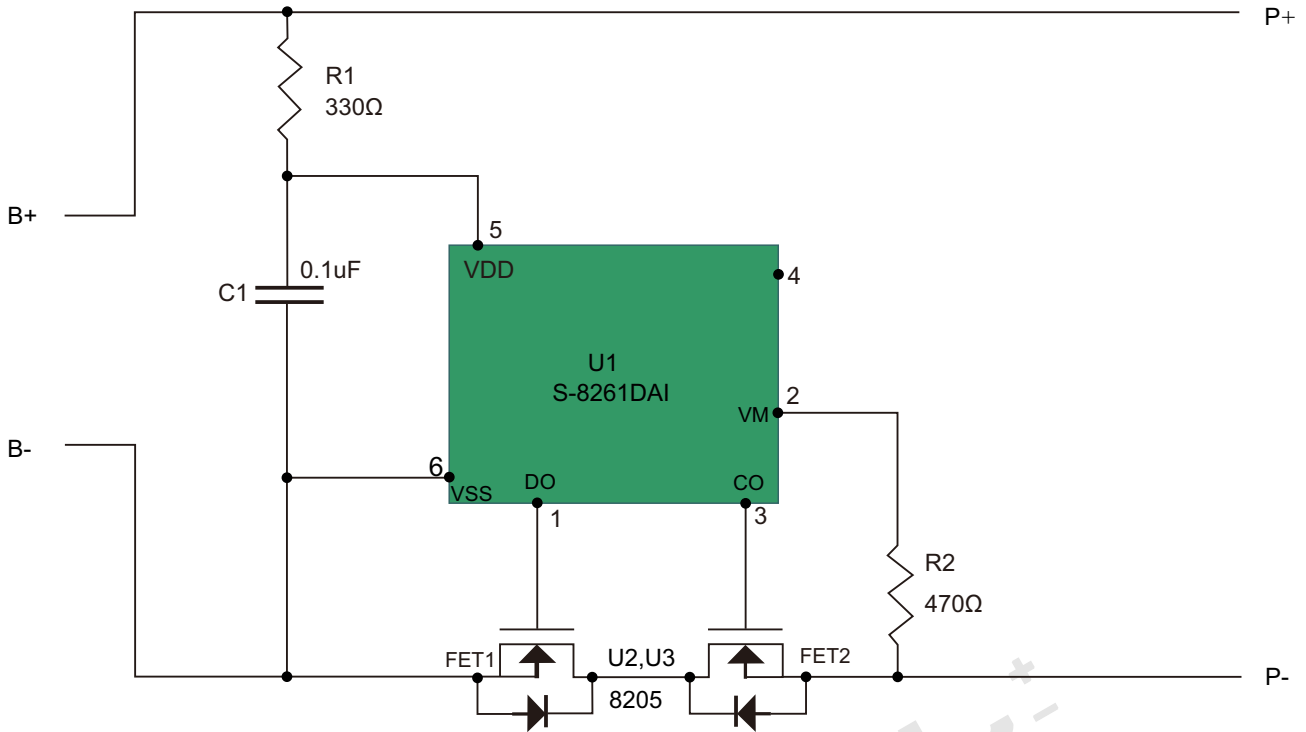 P+
R1
330Ω
B+
5
VDD
4
0.1uF
C1
U1
S-8261DAI
2
VM
B-
6
VSS
DO
CO
1
3
R2
470Ω
FET1
U2,U3
FET2
8205
P-